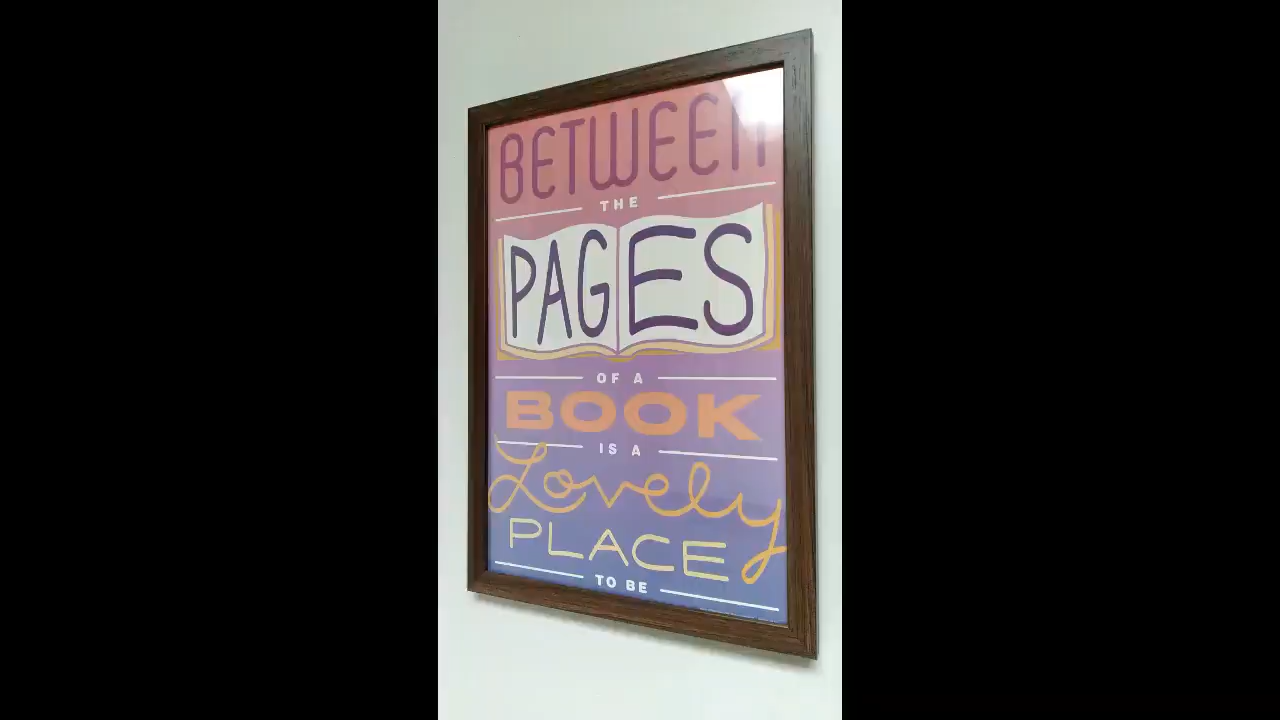 BETWEEN
THE
PAGES
OF A
BOOK
IS A
Lovely
PLACE
TO BE